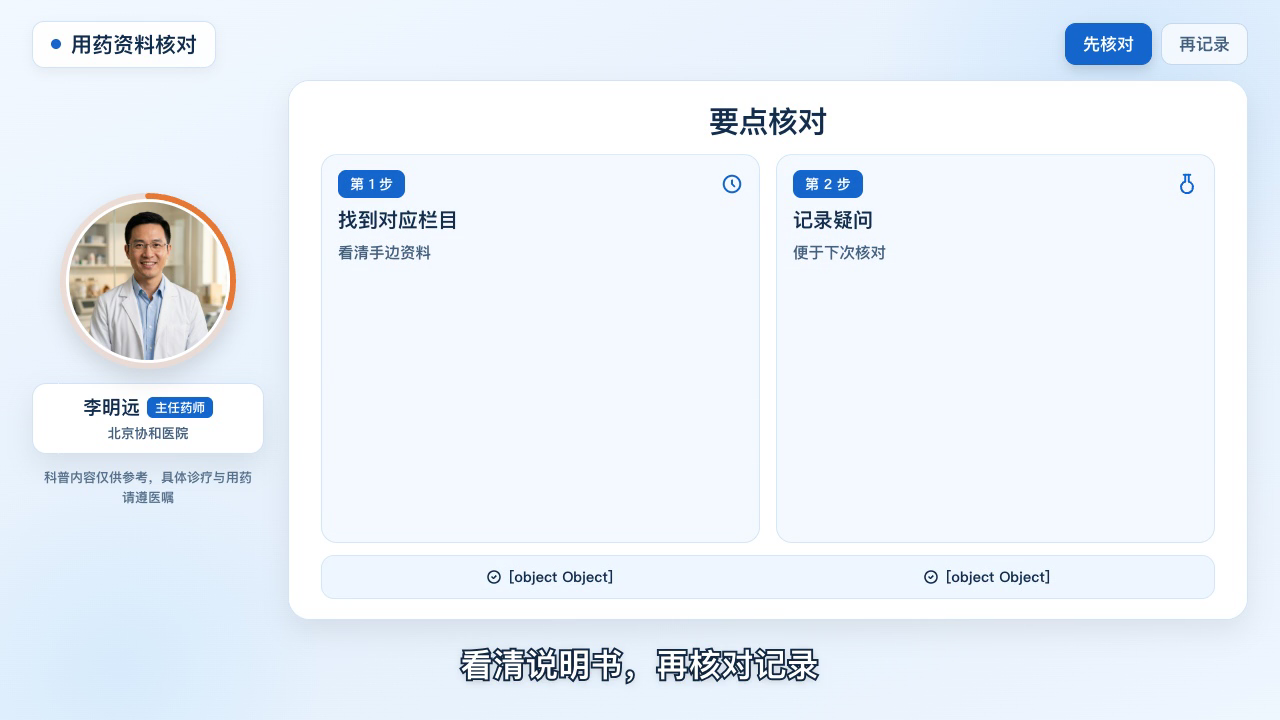 用药资料核对
先核对
再记录
要点核对
第 1 步
找到对应栏目
看清手边资料
第 2 步
记录疑问
便于下次核对
李明远 主任药师
北京协和医院
科普内容仅供参考，具体诊疗与用药
请遵医嘱
[object Object]
[object Object]
看清说明书，再核对记录